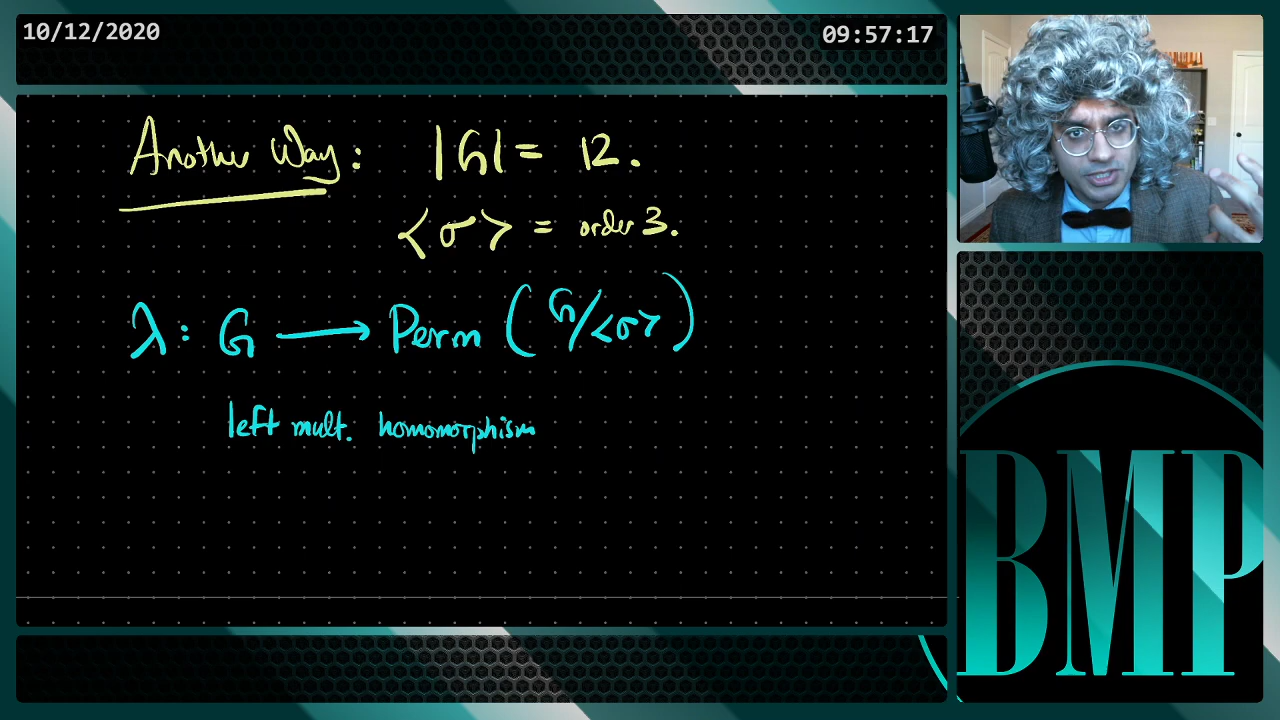 10/12/2020
09:57:17
Another Way: |G| = 12.
<σ> = order 3.
λ: G ⟶ Perm (G/<σ>)
left mult. homomorphism
BMP